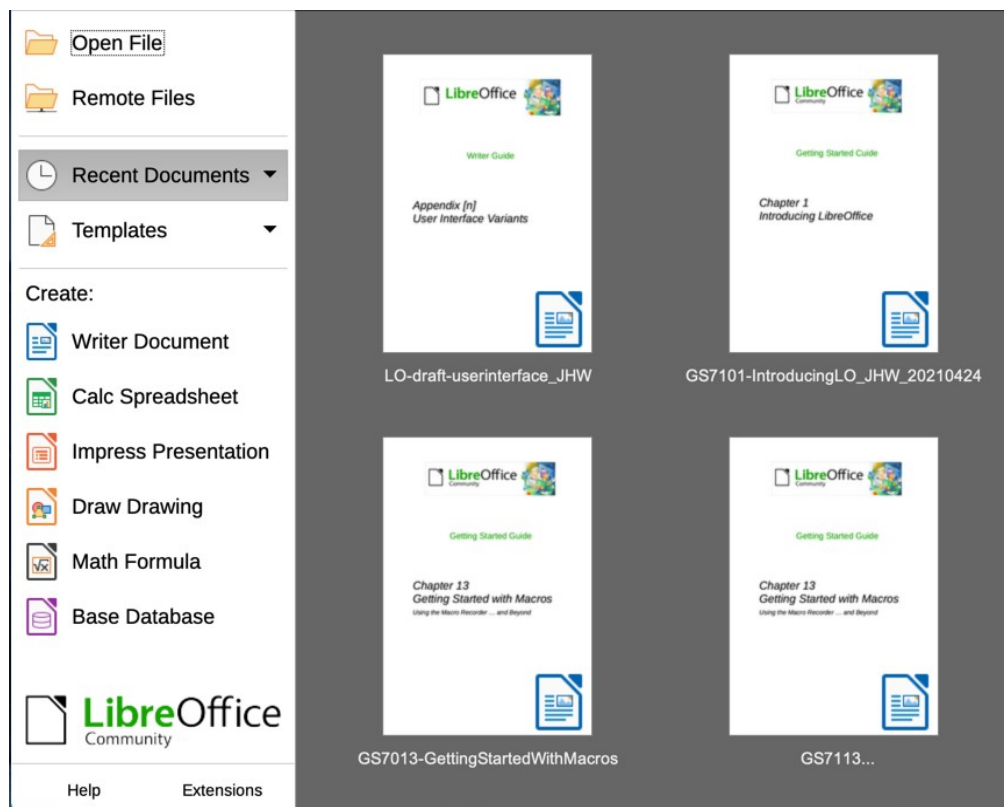 Open File
Remote Files
Recent Documents
Templates
Create:
Writer Document
Calc Spreadsheet
Impress Presentation
Draw Drawing
Math Formula
Base Database
LibreOffice
Community
Help Extensions
LibreOffice
Writer Guide
Appendix [n]
User Interface Variants
LO-draft-userinterface_JHW
LibreOffice
Community
Getting Started Guide
Chapter 1
Introducing LibreOffice
GS7101-IntroducingLO_JHW_20210424
LibreOffice
Community
Getting Started Guide
Chapter 13
Getting Started with Macros
Using the Macro Recorder ... and Beyond
GS7013-GettingStartedWithMacros
LibreOffice
Community
Getting Started Guide
Chapter 13
Getting Started with Macros
Using the Macro Recorder ... and Beyond
GS7113...